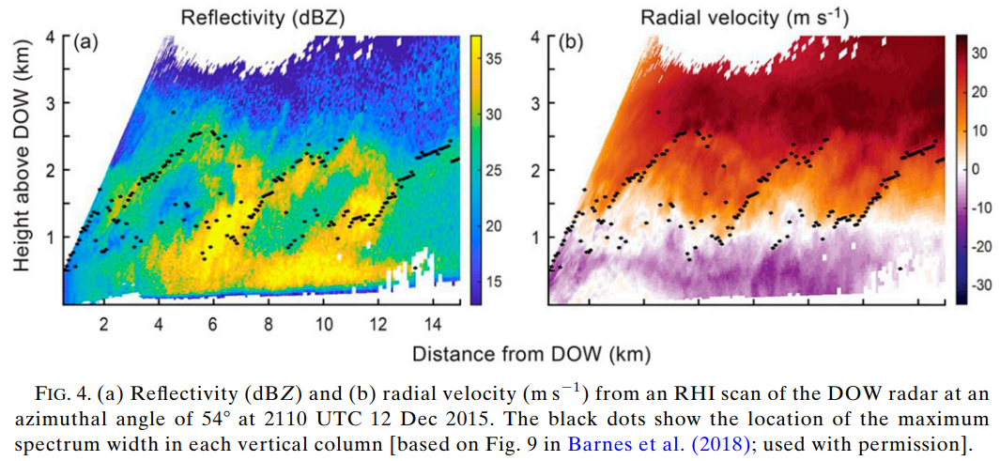 Reflectivity (dBZ)
Radial velocity (m s⁻¹)
(a)
(b)
Height above DOW (km)
4
3
2
1
2 4 6 8 10 12 14
35
30
25
20
15
30
20
10
0
-10
-20
-30
Distance from DOW (km)
FIG. 4. (a) Reflectivity (dBZ) and (b) radial velocity (m s⁻¹) from an RHI scan of the DOW radar at an
azimuthal angle of 54° at 2110 UTC 12 Dec 2015. The black dots show the location of the maximum
spectrum width in each vertical column [based on Fig. 9 in Barnes et al. (2018); used with permission].